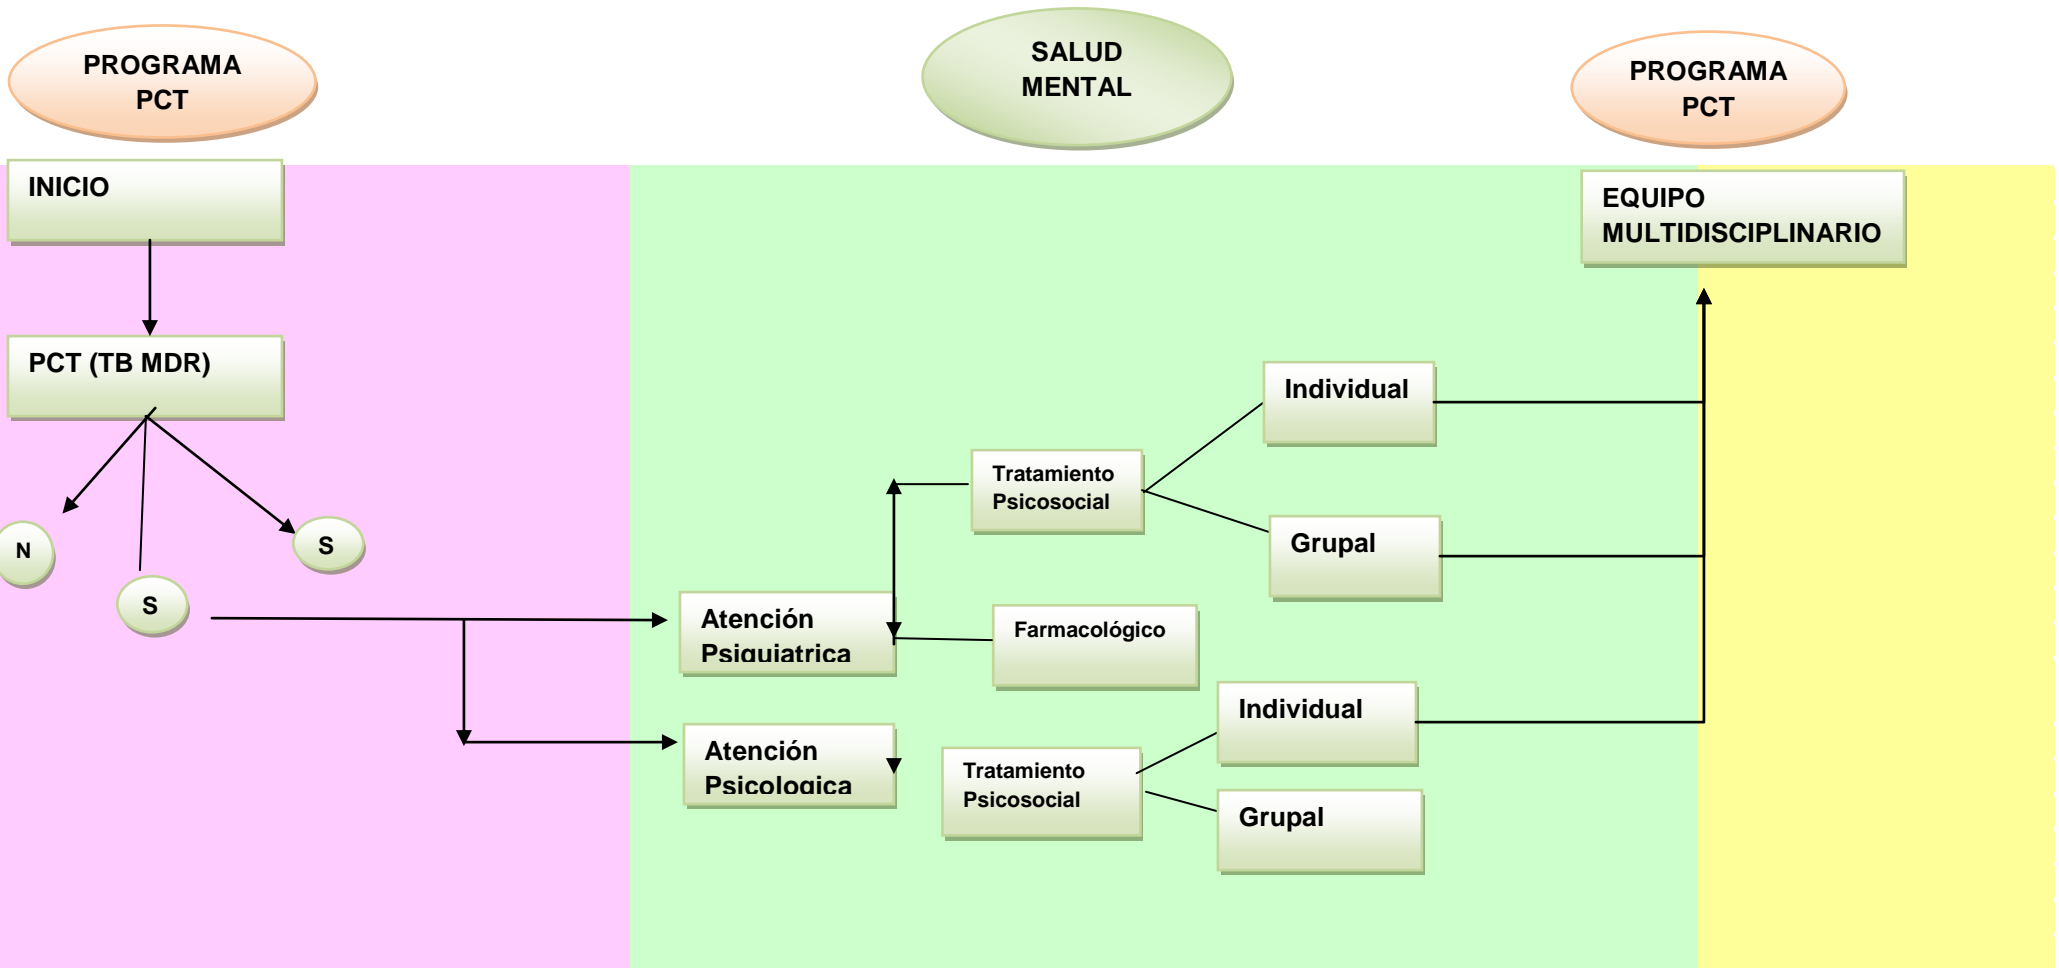 PROGRAMA
PCT
SALUD
MENTAL
PROGRAMA
PCT
INICIO
EQUIPO
MULTIDISCIPLINARIO
PCT (TB MDR)
Individual
Tratamiento
Psicosocial
Grupal
N
S
S
Atención
Psiquiatrica
Farmacológico
Individual
Atención
Psicologica
Tratamiento
Psicosocial
Grupal